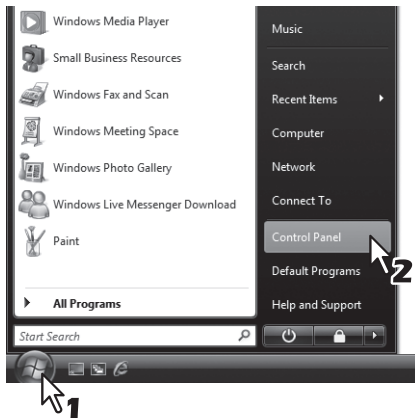 Windows Media Player
Small Business Resources
Windows Fax and Scan
Windows Meeting Space
Windows Photo Gallery
Windows Live Messenger Download
Paint
All Programs
Start Search
Music
Search
Recent Items
Computer
Network
Connect To
Control Panel
Default Programs
Help and Support
2
1